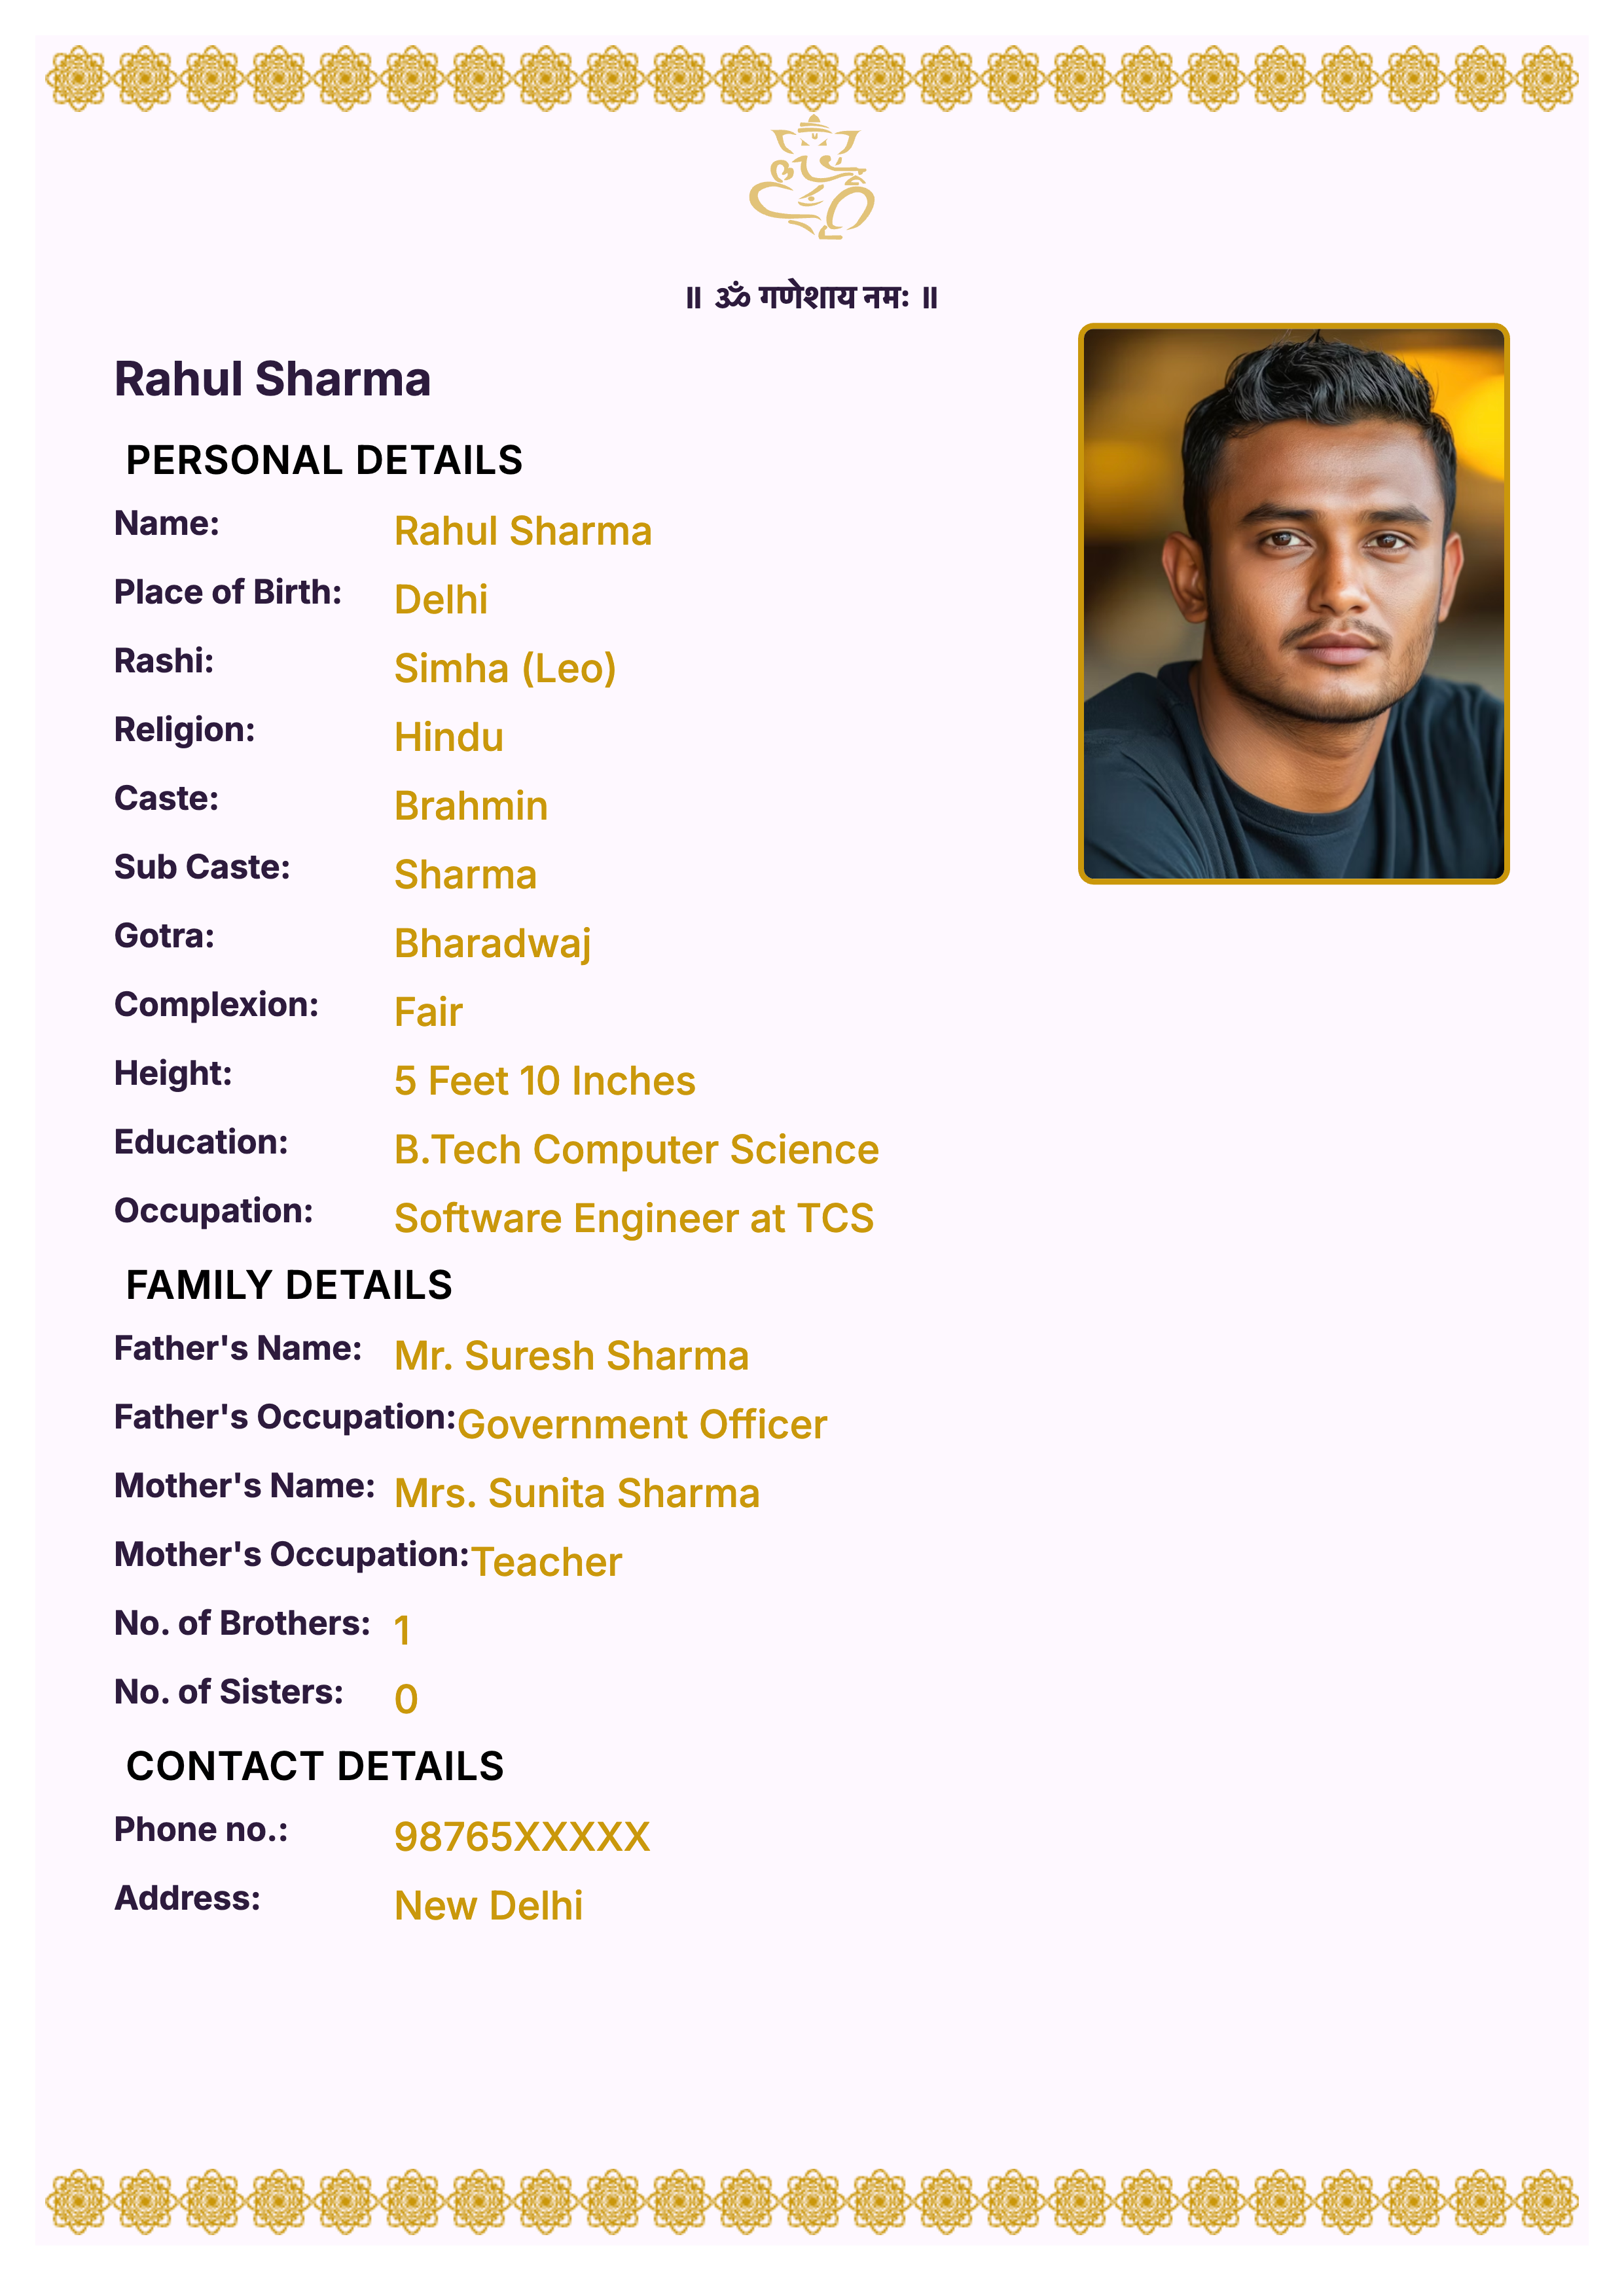 ॥ ॐ गणेशाय नमः ॥
Rahul Sharma
PERSONAL DETAILS
Name: Rahul Sharma
Place of Birth: Delhi
Rashi: Simha (Leo)
Religion: Hindu
Caste: Brahmin
Sub Caste: Sharma
Gotra: Bharadwaj
Complexion: Fair
Height: 5 Feet 10 Inches
Education: B.Tech Computer Science
Occupation: Software Engineer at TCS
FAMILY DETAILS
Father's Name: Mr. Suresh Sharma
Father's Occupation: Government Officer
Mother's Name: Mrs. Sunita Sharma
Mother's Occupation: Teacher
No. of Brothers: 1
No. of Sisters: 0
CONTACT DETAILS
Phone no.: 98765XXXXX
Address: New Delhi